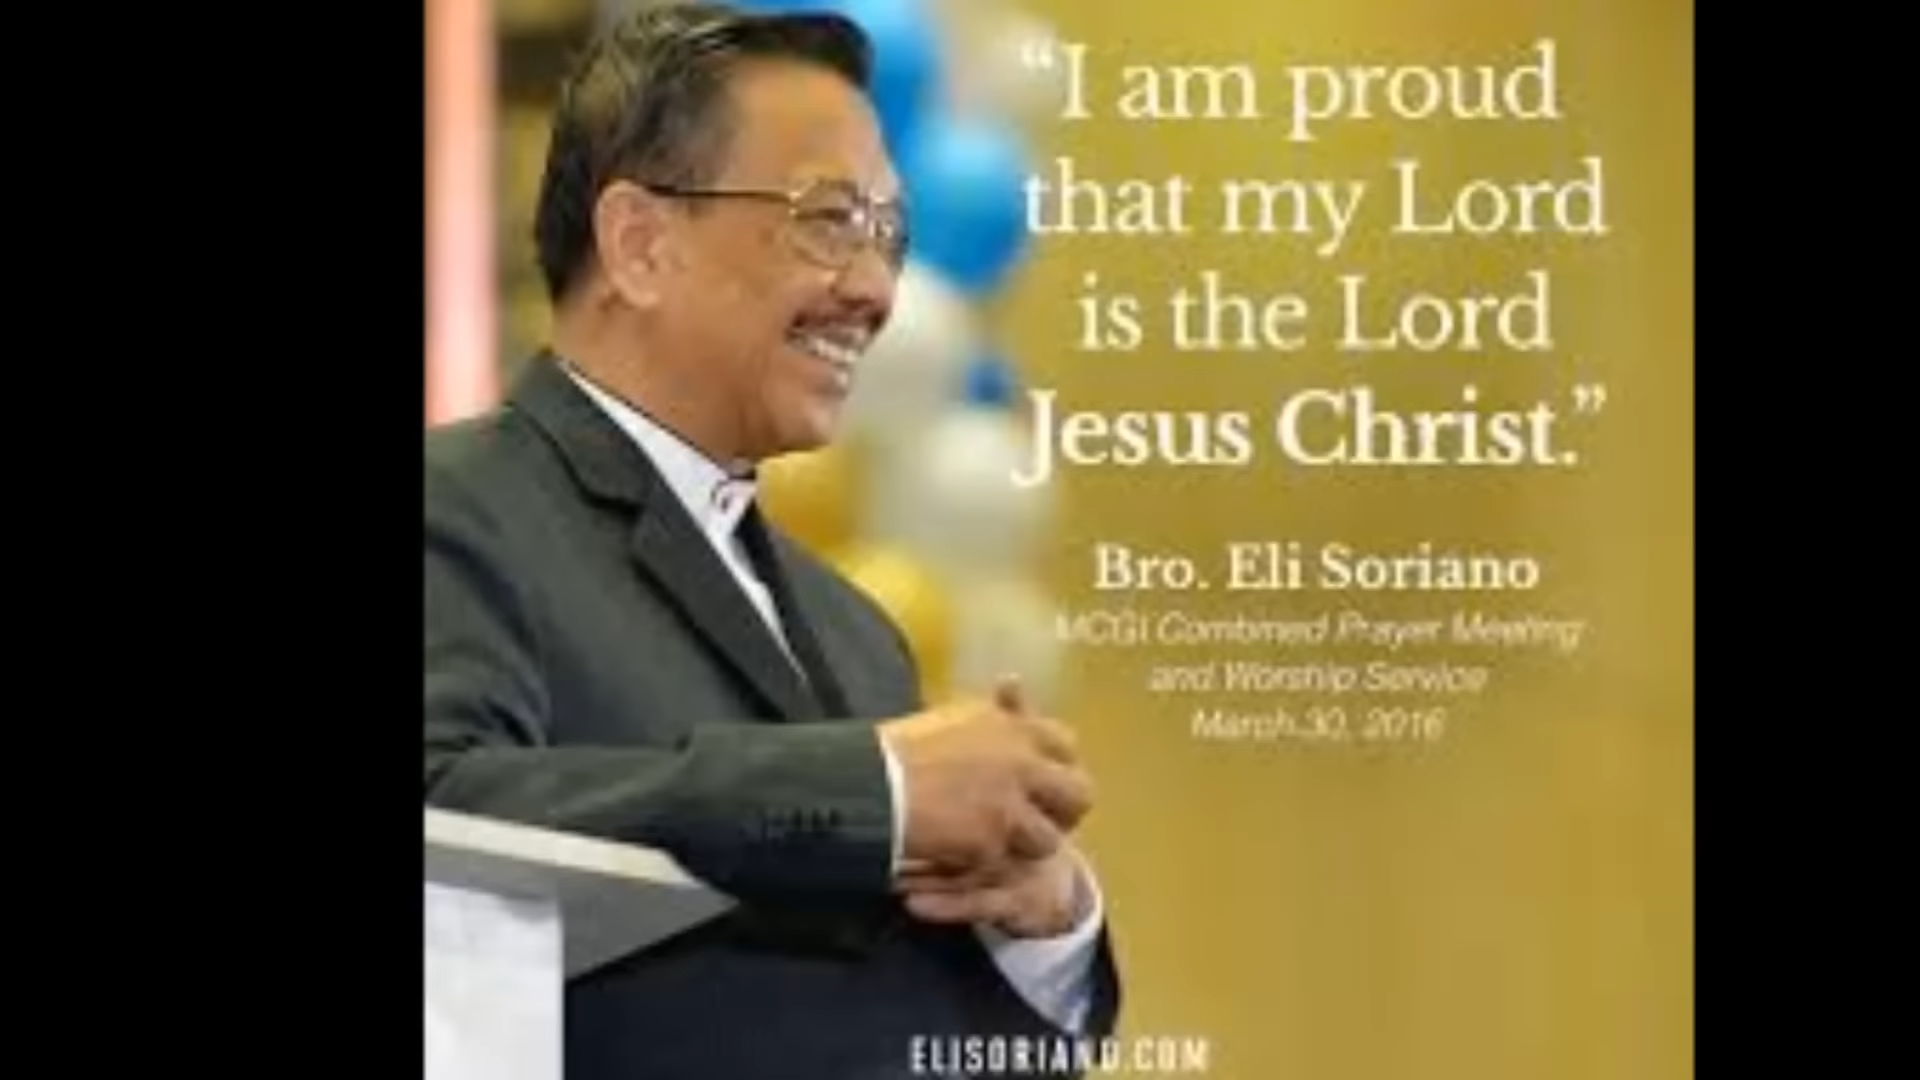 “I am proud
that my Lord
is the Lord
Jesus Christ.”
Bro. Eli Soriano
MCGI Combined Prayer Meeting
and Worship Service
March 30, 2016
ELISORIANO.COM